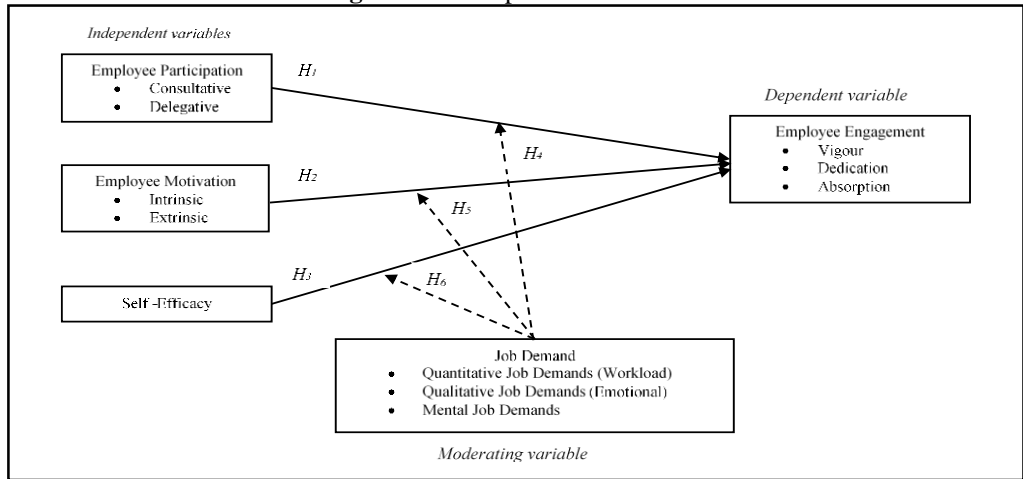 Independent variables
Employee Participation
• Consultative
• Delegative
H1
Dependent variable
Employee Engagement
• Vigour
• Dedication
• Absorption
H4
Employee Motivation
• Intrinsic
• Extrinsic
H2
H5
H3
H6
Self -Efficacy
Job Demand
• Quantitative Job Demands (Workload)
• Qualitative Job Demands (Emotional)
• Mental Job Demands
Moderating variable